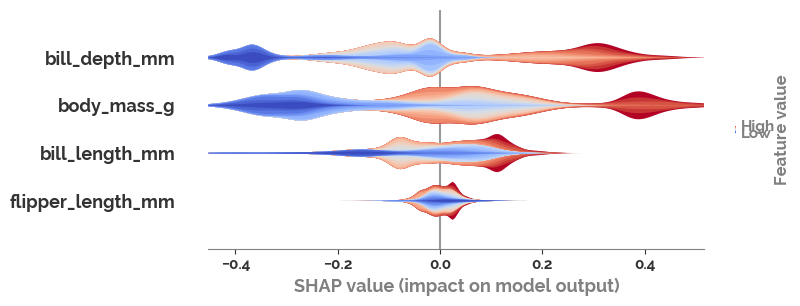 bill_depth_mm
body_mass_g
bill_length_mm
flipper_length_mm
−0.4 −0.2 0.0 0.2 0.4
SHAP value (impact on model output)
High
Low
Feature value